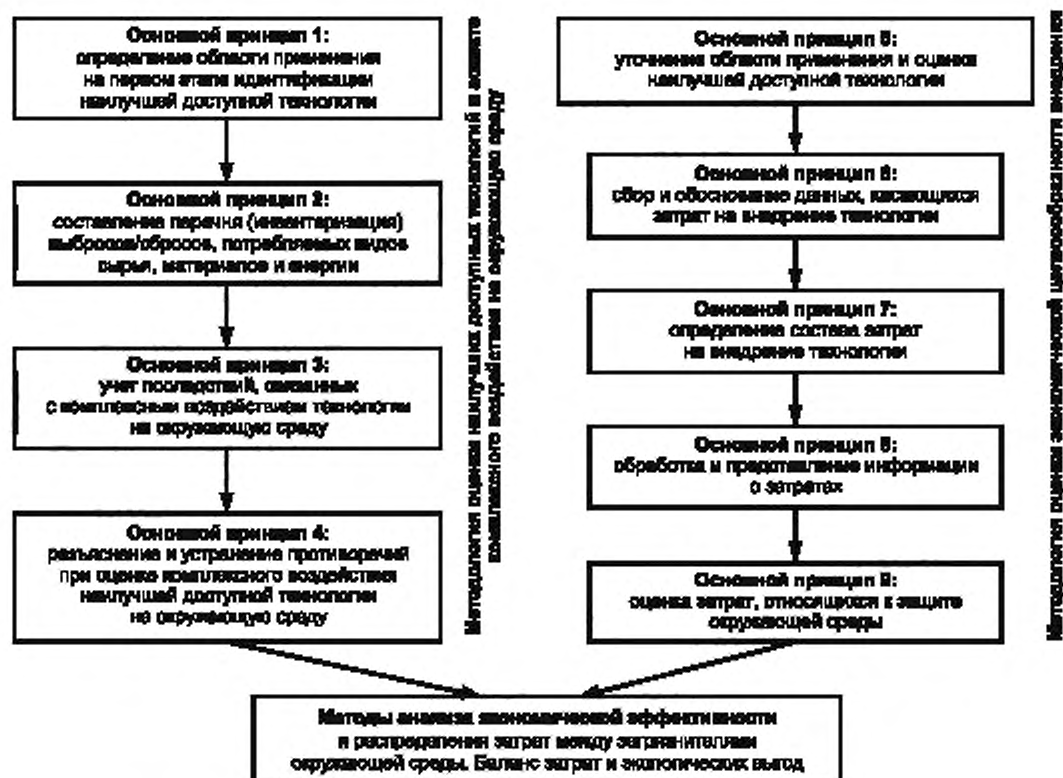 Основной принцип 1:
определение области применения
на первом этапе идентификации
наилучшей доступной технологии
Основной принцип 2:
составление перечня (инвентаризация)
выбросов/сбросов, потребляемых видов
сырья, материалов и энергии
Основной принцип 3:
учет последствий, связанных
с комплексным воздействием технологии
на окружающую среду
Основной принцип 4:
разъяснение и устранение противоречий
при оценке комплексного воздействия
наилучшей доступной технологии
на окружающую среду
Методология оценки наилучших доступных технологий в аспекте
комплексного воздействия на окружающую среду
Основной принцип 5:
уточнение области применения и оценка
наилучшей доступной технологии
Основной принцип 6:
сбор и обоснование данных, касающихся
затрат на внедрение технологии
Основной принцип 7:
определение состава затрат
на внедрение технологии
Основной принцип 8:
обработка и представление информации
о затратах
Основной принцип 9:
оценка затрат, относящихся к защите
окружающей среды
Методология оценки экономической целесообразности внедрения
Методы анализа экономической эффективности
и распределения затрат между загрязнителями
окружающей среды. Баланс затрат и экологических выгод